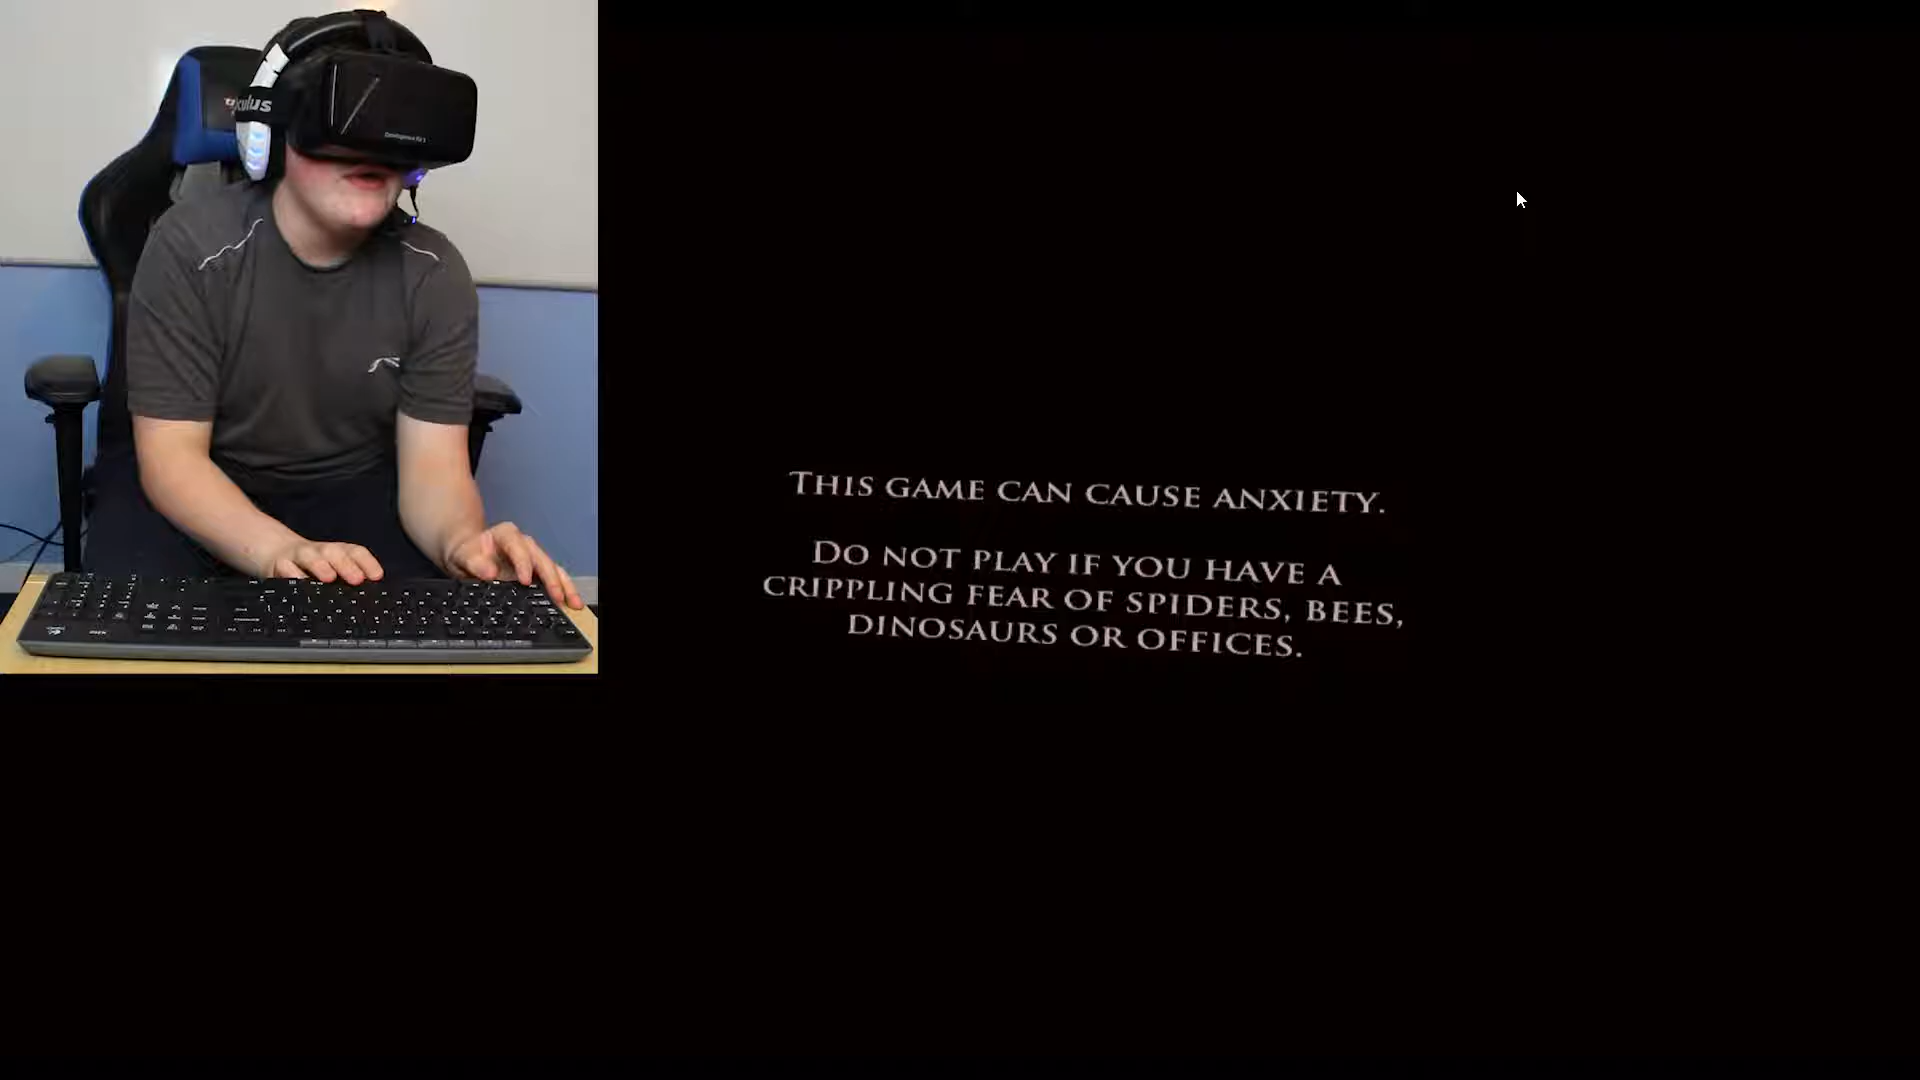 culus
THIS GAME CAN CAUSE ANXIETY.
DO NOT PLAY IF YOU HAVE A
CRIPPLING FEAR OF SPIDERS, BEES,
DINOSAURS OR OFFICES.